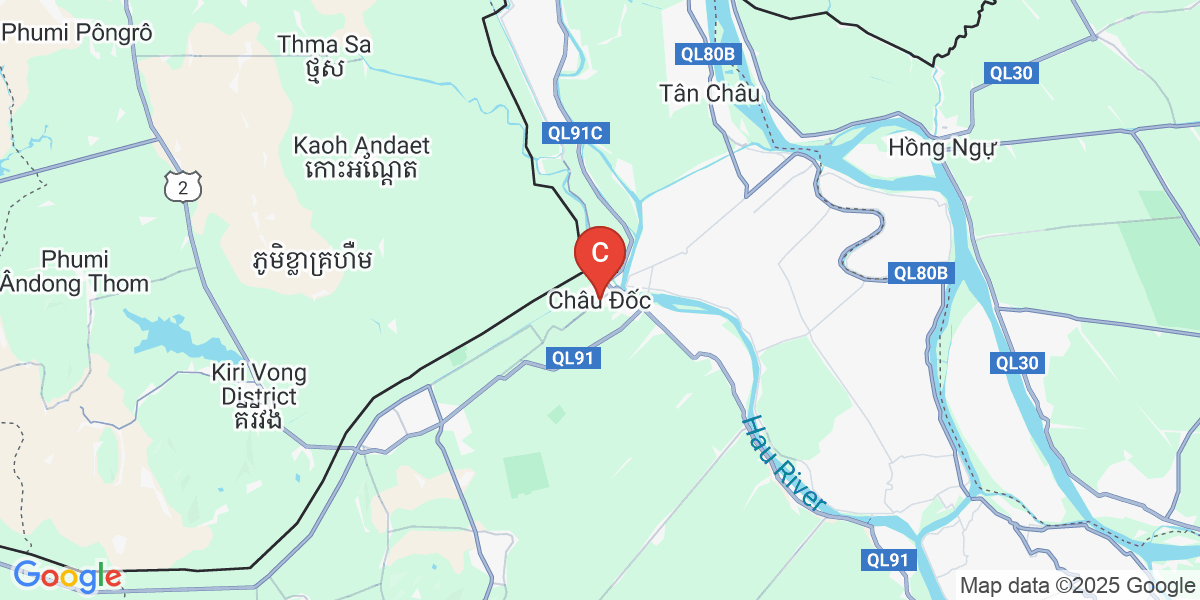 Phumi Pôngrô
Thma Sa
ថ្មស
QL80B
QL30
Tân Châu
QL91C
Kaoh Andaet
កោះអណ្តែត
Hồng Ngự
2
ភូមិខ្លាគ្រហឹម
C
Phumi
Ândong Thom
QL80B
Châu Đốc
QL91
QL30
Kiri Vong
District
គីរីវង់
Hau River
QL91
Google
Map data ©2025 Google